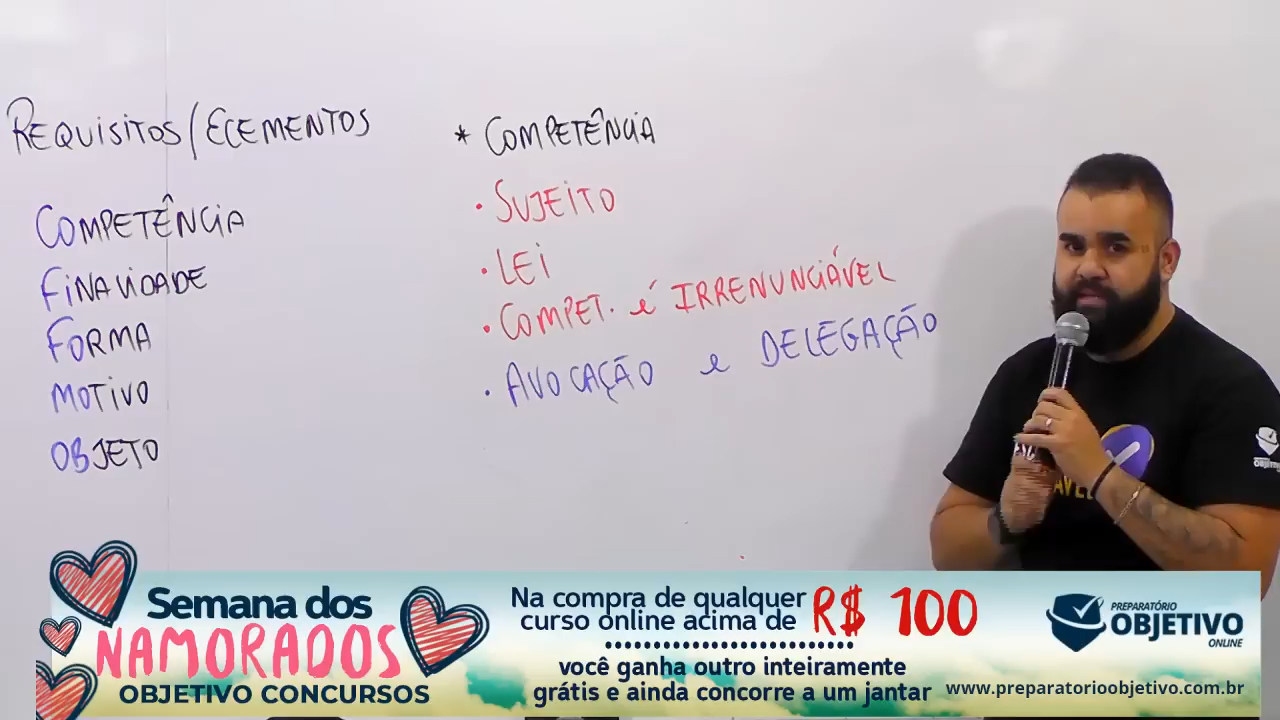 REQUISITOS/ELEMENTOS
COMPETÊNCIA
FINALIDADE
FORMA
MOTIVO
OBJETO
* COMPETÊNCIA
• SUJEITO
• LEI
• COMPET. é IRRENUNCIÁVEL
• AVOCAÇÃO e DELEGAÇÃO
Semana dos
NAMORADOS
OBJETIVO CONCURSOS
Na compra de qualquer
curso online acima de
R$ 100
você ganha outro inteiramente
grátis e ainda concorre a um jantar
PREPARATÓRIO
OBJETIVO
ONLINE
www.preparatorioobjetivo.com.br